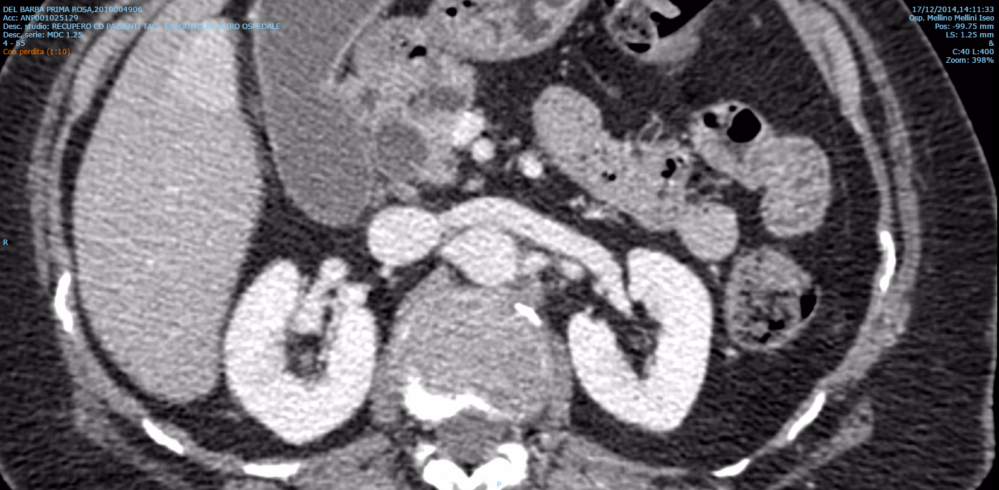 DEL BARBA PRIMA ROSA,2010004906
Acc: ANP001025129
Desc. studio: RECUPERO CD PAZIENTI TAC - ESEGUITO IN ALTRO OSPEDALE
Desc. serie: MDC 1.25
4 - 85
Con perdita (1:10)
17/12/2014,14:11:33
Osp. Mellino Mellini Iseo
Pos: -99.75 mm
LS: 1.25 mm
&
C:40 L:400
Zoom: 398%
R
P